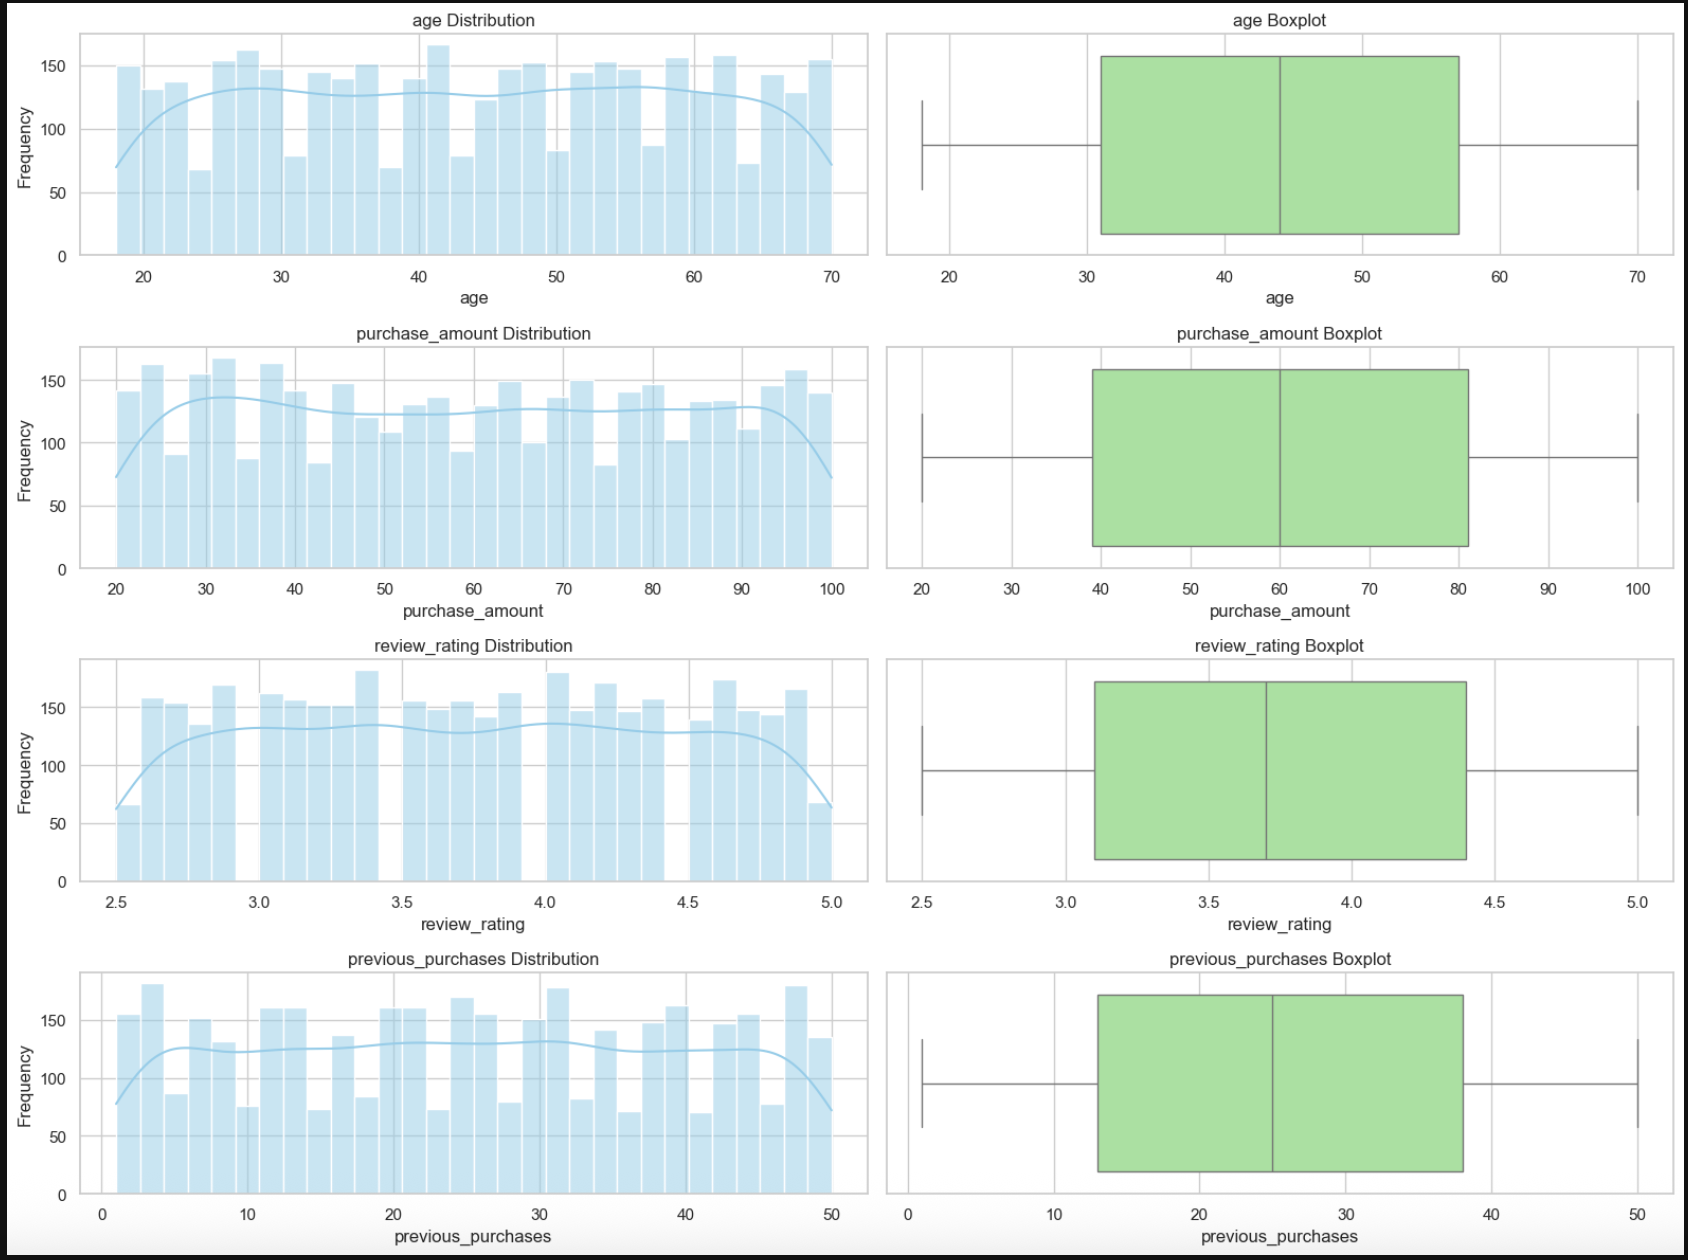 age Distribution
150
100
50
0
Frequency
20 30 40 50 60 70
age
age Boxplot
20 30 40 50 60 70
age
purchase_amount Distribution
150
100
50
0
Frequency
20 30 40 50 60 70 80 90 100
purchase_amount
purchase_amount Boxplot
20 30 40 50 60 70 80 90 100
purchase_amount
review_rating Distribution
150
100
50
0
Frequency
2.5 3.0 3.5 4.0 4.5 5.0
review_rating
review_rating Boxplot
2.5 3.0 3.5 4.0 4.5 5.0
review_rating
previous_purchases Distribution
150
100
50
0
Frequency
0 10 20 30 40 50
previous_purchases
previous_purchases Boxplot
0 10 20 30 40 50
previous_purchases